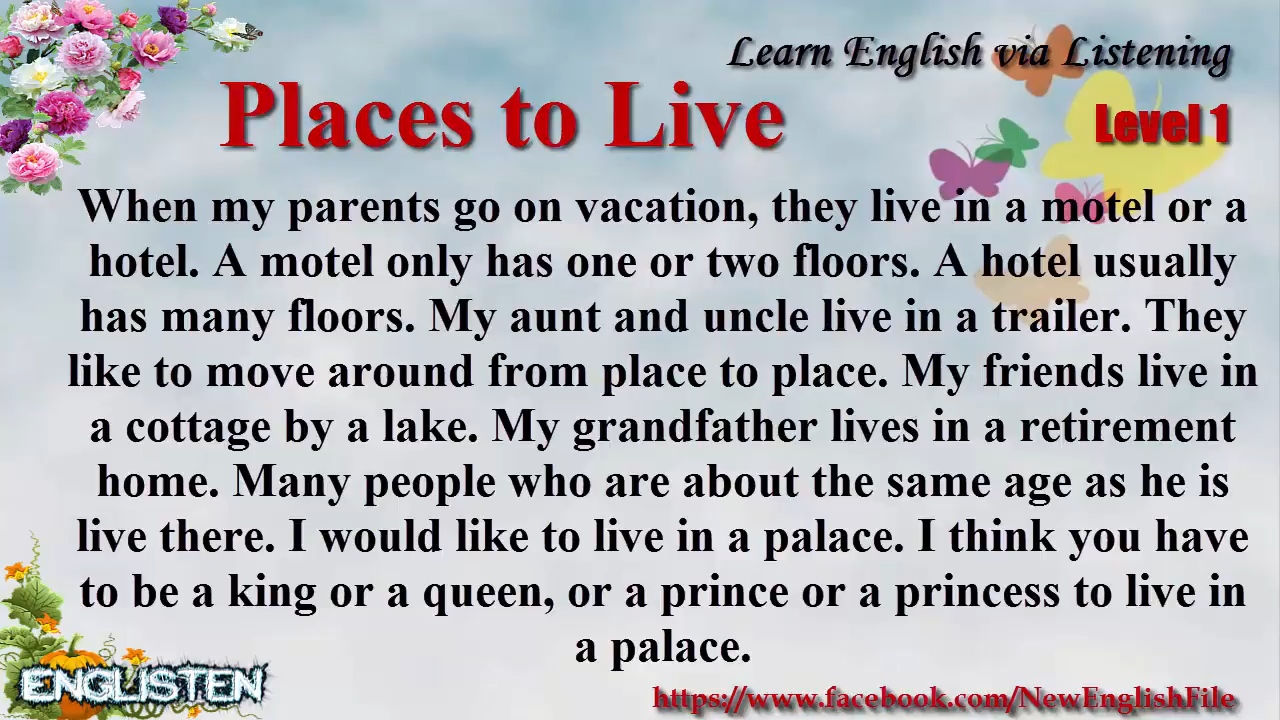 Learn English via Listening
Places to Live
Level 1
When my parents go on vacation, they live in a motel or a
hotel. A motel only has one or two floors. A hotel usually
has many floors. My aunt and uncle live in a trailer. They
like to move around from place to place. My friends live in
a cottage by a lake. My grandfather lives in a retirement
home. Many people who are about the same age as he is
live there. I would like to live in a palace. I think you have
to be a king or a queen, or a prince or a princess to live in
a palace.
ENGLISTEN
https://www.facebook.com/NewEnglishFile